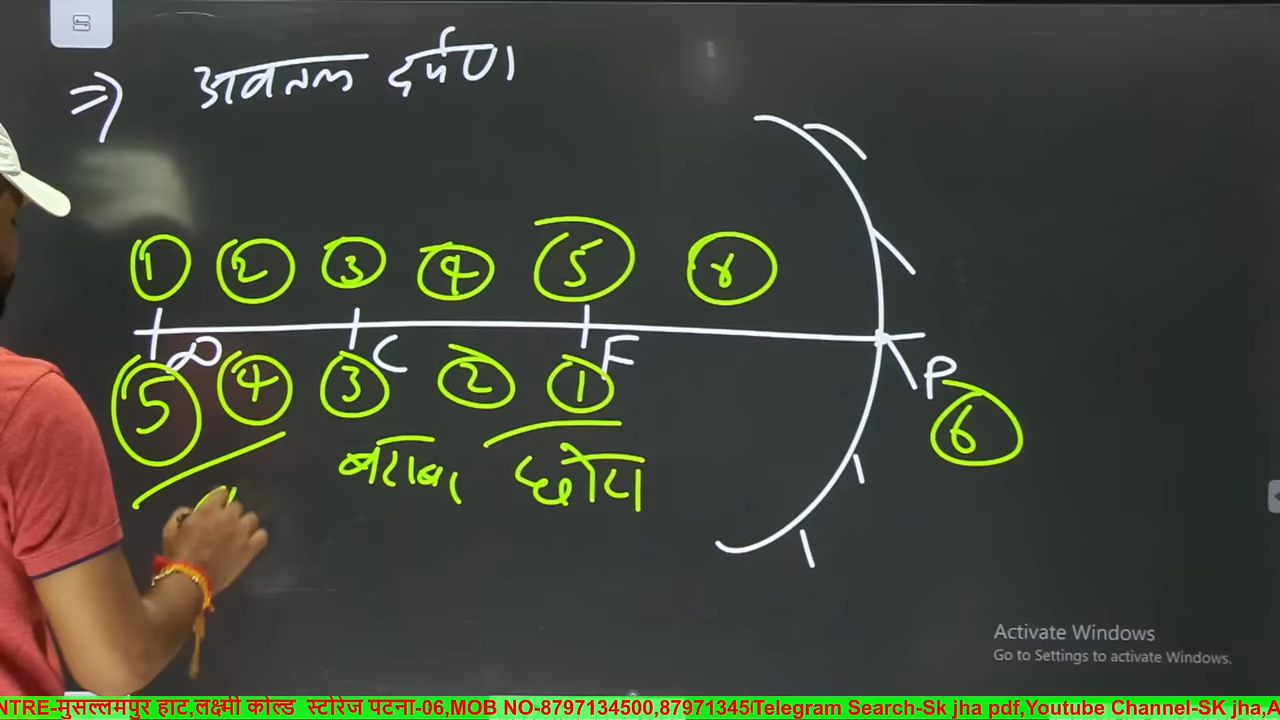 ⇒ अवतल दर्पण
① ② ③ ④ ⑤ ⑥
∞ C F P
⑤ ④ ③ ② ① ⑥
बराबर छोटा
Activate Windows
Go to Settings to activate Windows.
NTRE-मुसल्लमपुर हाट,लक्ष्मी कोल्ड स्टोरेज पटना-06,MOB NO-8797134500,879713450 Telegram Search-Sk jha pdf,Youtube Channel-SK jha,A